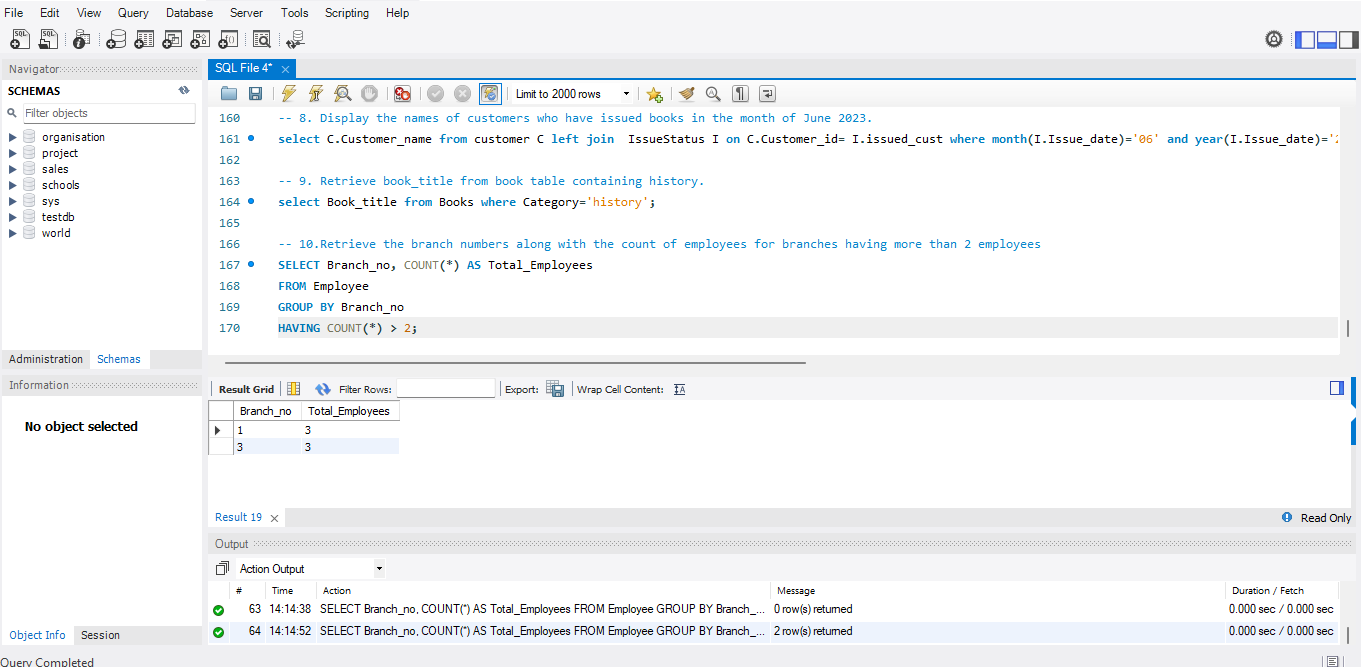 File Edit View Query Database Server Tools Scripting Help
Navigator
SCHEMAS
Filter objects
organisation
project
sales
schools
sys
testdb
world
Administration Schemas
Information
No object selected
Object Info Session
Query Completed
SQL File 4*
Limit to 2000 rows
160 -- 8. Display the names of customers who have issued books in the month of June 2023.
161 select C.Customer_name from customer C left join  IssueStatus I on C.Customer_id= I.issued_cust where month(I.Issue_date)='06' and year(I.Issue_date)='2
162
163 -- 9. Retrieve book_title from book table containing history.
164 select Book_title from Books where Category='history';
165
166 -- 10.Retrieve the branch numbers along with the count of employees for branches having more than 2 employees
167 SELECT Branch_no, COUNT(*) AS Total_Employees
168 FROM Employee
169 GROUP BY Branch_no
170 HAVING COUNT(*) > 2;
Result Grid Filter Rows: Export: Wrap Cell Content: IA
Branch_no Total_Employees
1 3
3 3
Result 19
Read Only
Output
Action Output
# Time Action Message Duration / Fetch
63 14:14:38 SELECT Branch_no, COUNT(*) AS Total_Employees FROM Employee GROUP BY Branch_... 0 row(s) returned 0.000 sec / 0.000 sec
64 14:14:52 SELECT Branch_no, COUNT(*) AS Total_Employees FROM Employee GROUP BY Branch_... 2 row(s) returned 0.000 sec / 0.000 sec